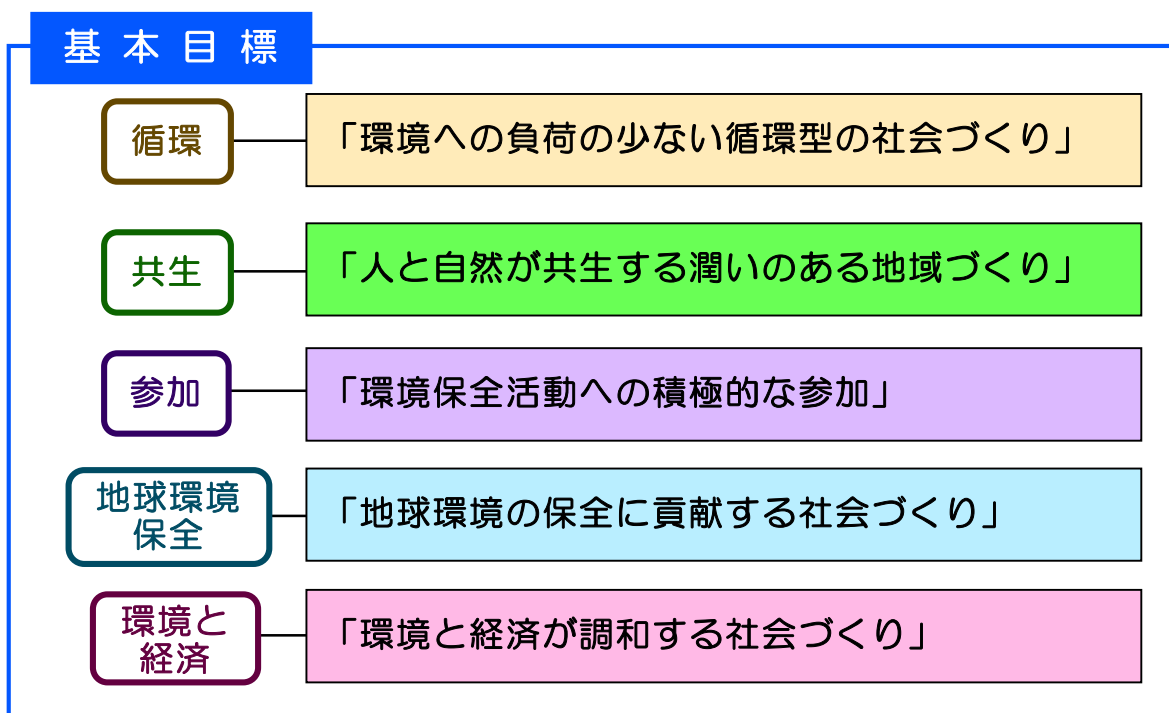 基本目標
循環
「環境への負荷の少ない循環型の社会づくり」
共生
「人と自然が共生する潤いのある地域づくり」
参加
「環境保全活動への積極的な参加」
地球環境
保全
「地球環境の保全に貢献する社会づくり」
環境と
経済
「環境と経済が調和する社会づくり」